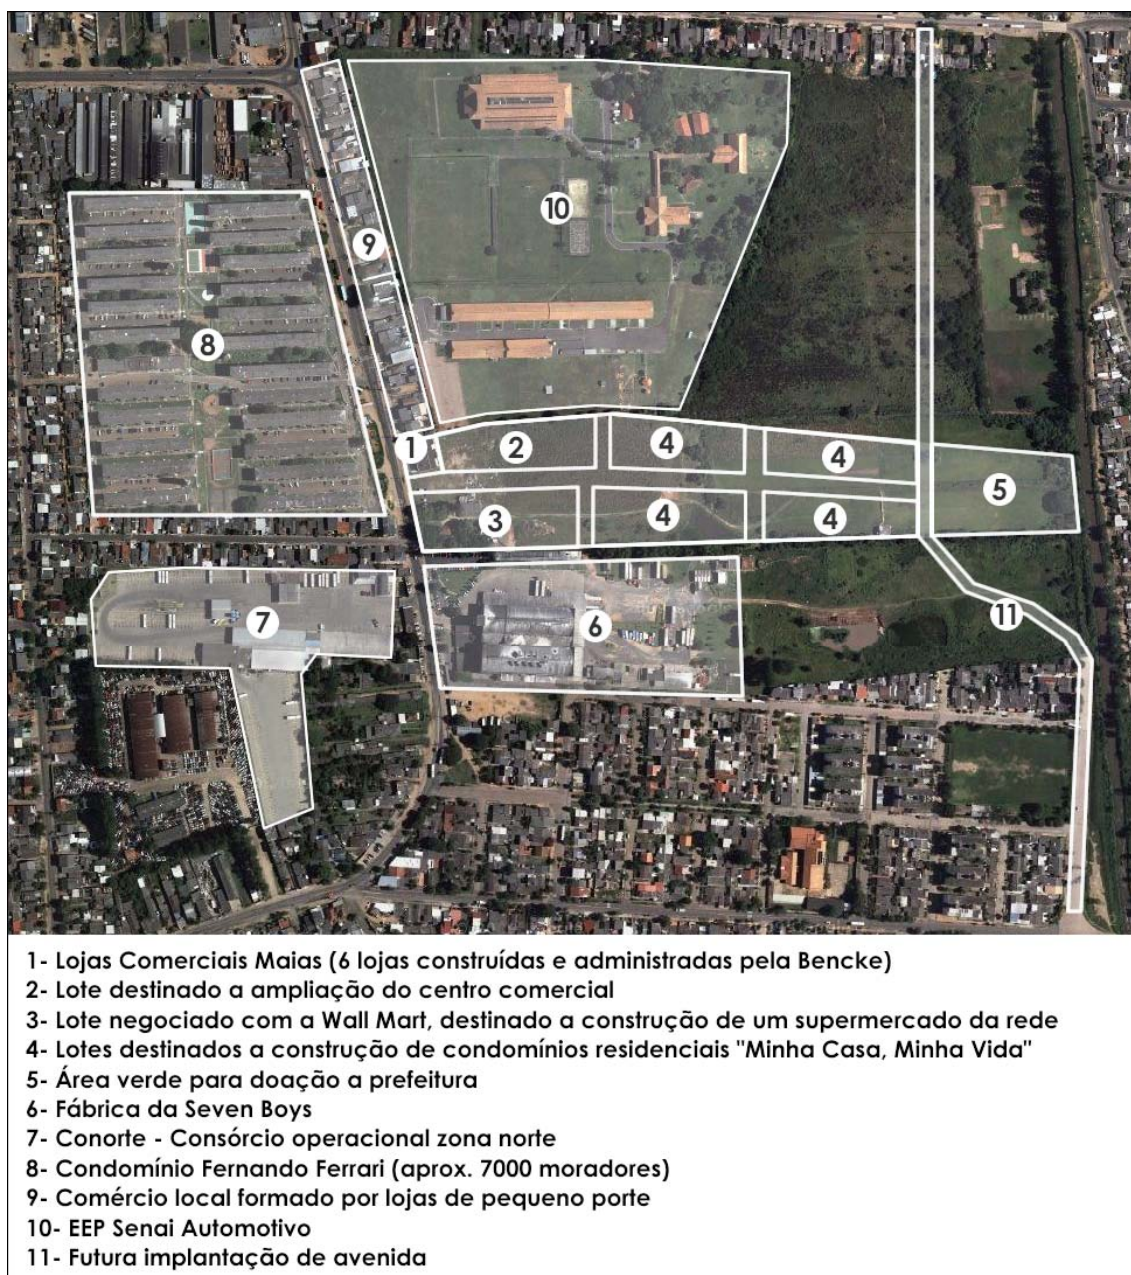 10
9
8
1
2
4
4
5
3
4
4
7
6
11
1- Lojas Comerciais Maias (6 lojas construídas e administradas pela Bencke)
2- Lote destinado a ampliação do centro comercial
3- Lote negociado com a Wall Mart, destinado a construção de um supermercado da rede
4- Lotes destinados a construção de condomínios residenciais "Minha Casa, Minha Vida"
5- Área verde para doação a prefeitura
6- Fábrica da Seven Boys
7- Conorte - Consórcio operacional zona norte
8- Condomínio Fernando Ferrari (aprox. 7000 moradores)
9- Comércio local formado por lojas de pequeno porte
10- EEP Senai Automotivo
11- Futura implantação de avenida